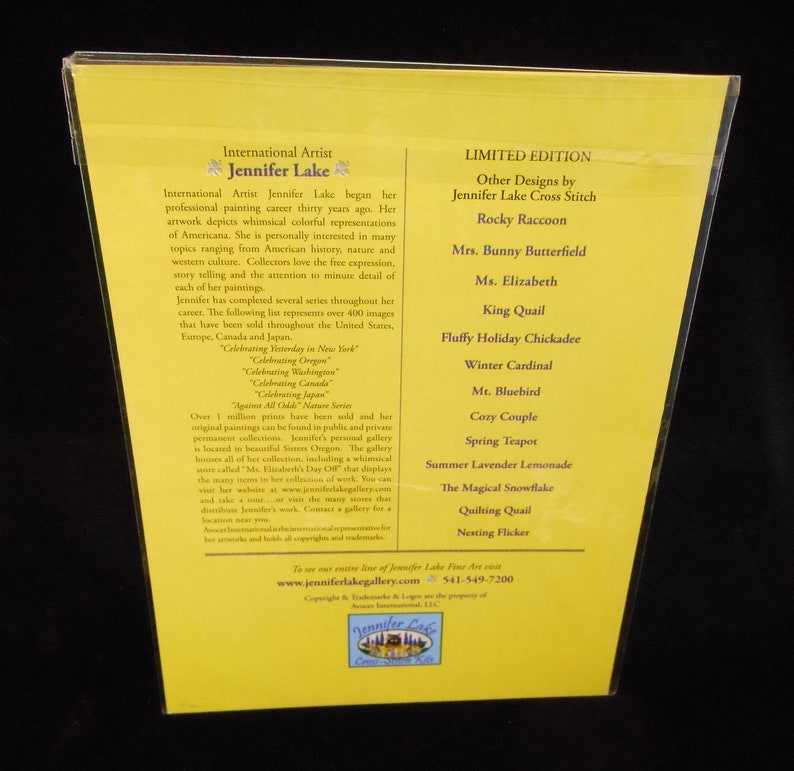 International Artist
Jennifer Lake
International Artist Jennifer Lake began her
professional painting career thirty years ago. Her
artwork depicts whimsical colorful representations
of Americana. She is personally interested in many
topics ranging from American history, nature and
western culture. Collectors love the free expression,
story telling and the attention to minute detail of
each of her paintings.
Jennifer has completed several series throughout her
career. The following list represents over 400 images
that have been sold throughout the United States,
Europe, Canada and Japan.
"Celebrating Yesterday in New York"
"Celebrating Oregon"
"Celebrating Washington"
"Celebrating Canada"
"Celebrating Japan"
"Against All Odds" Nature Series
Over 1 million prints have been sold and her
original paintings can be found in public and private
permanent collections. Jennifer's personal gallery
is located in beautiful Sisters Oregon. The gallery
houses all of her collection, including a whimsical
store called "Ms. Elizabeth's Day Off" that displays
the many items in her collection of work. You can
visit her website at www.jenniferlakegallery.com
and take a tour....or visit the many stores that
distribute Jennifer's work. Contact a gallery for a
location near you.
Avocet International is the international representative for
her artworks and holds all copyrights and trademarks.
LIMITED EDITION
Other Designs by
Jennifer Lake Cross Stitch
Rocky Raccoon
Mrs. Bunny Butterfield
Ms. Elizabeth
King Quail
Fluffy Holiday Chickadee
Winter Cardinal
Mt. Bluebird
Cozy Couple
Spring Teapot
Summer Lavender Lemonade
The Magical Snowflake
Quilting Quail
Nesting Flicker
To see our entire line of Jennifer Lake Fine Art visit
www.jenniferlakegallery.com 541-549-7200
Copyright & Trademarks & Logos are the property of
Avocet International, LLC
Jennifer Lake
Cross-Stitch Kits